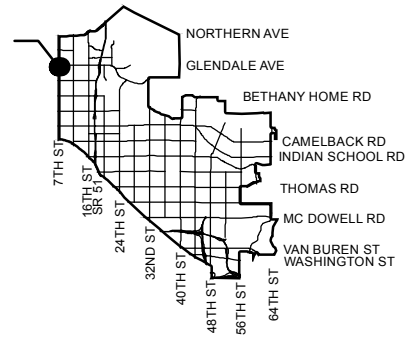 NORTHERN AVE
GLENDALE AVE
BETHANY HOME RD
CAMELBACK RD
INDIAN SCHOOL RD
THOMAS RD
MC DOWELL RD
VAN BUREN ST
WASHINGTON ST
7TH ST
16TH ST
SR 51
24TH ST
32ND ST
40TH ST
48TH ST
56TH ST
64TH ST